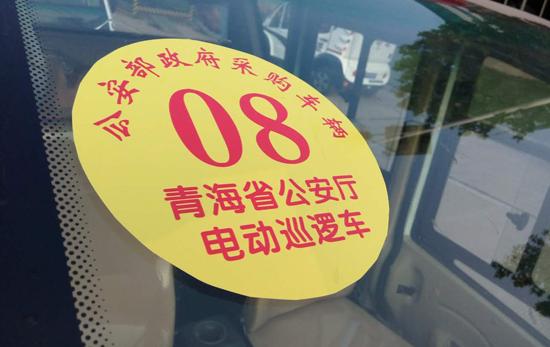 公安部政府采购车辆
08
青海省公安厅
电动巡逻车